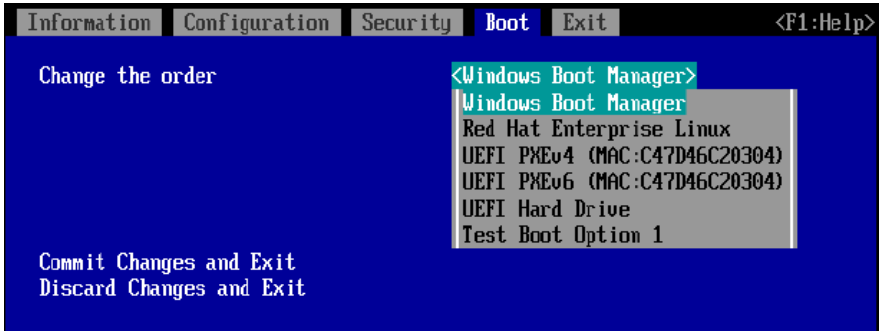 Information Configuration Security Boot Exit <F1:Help>
Change the order <Windows Boot Manager>
Windows Boot Manager
Red Hat Enterprise Linux
UEFI PXEv4 (MAC:C47D46C20304)
UEFI PXEv6 (MAC:C47D46C20304)
UEFI Hard Drive
Test Boot Option 1
Commit Changes and Exit
Discard Changes and Exit